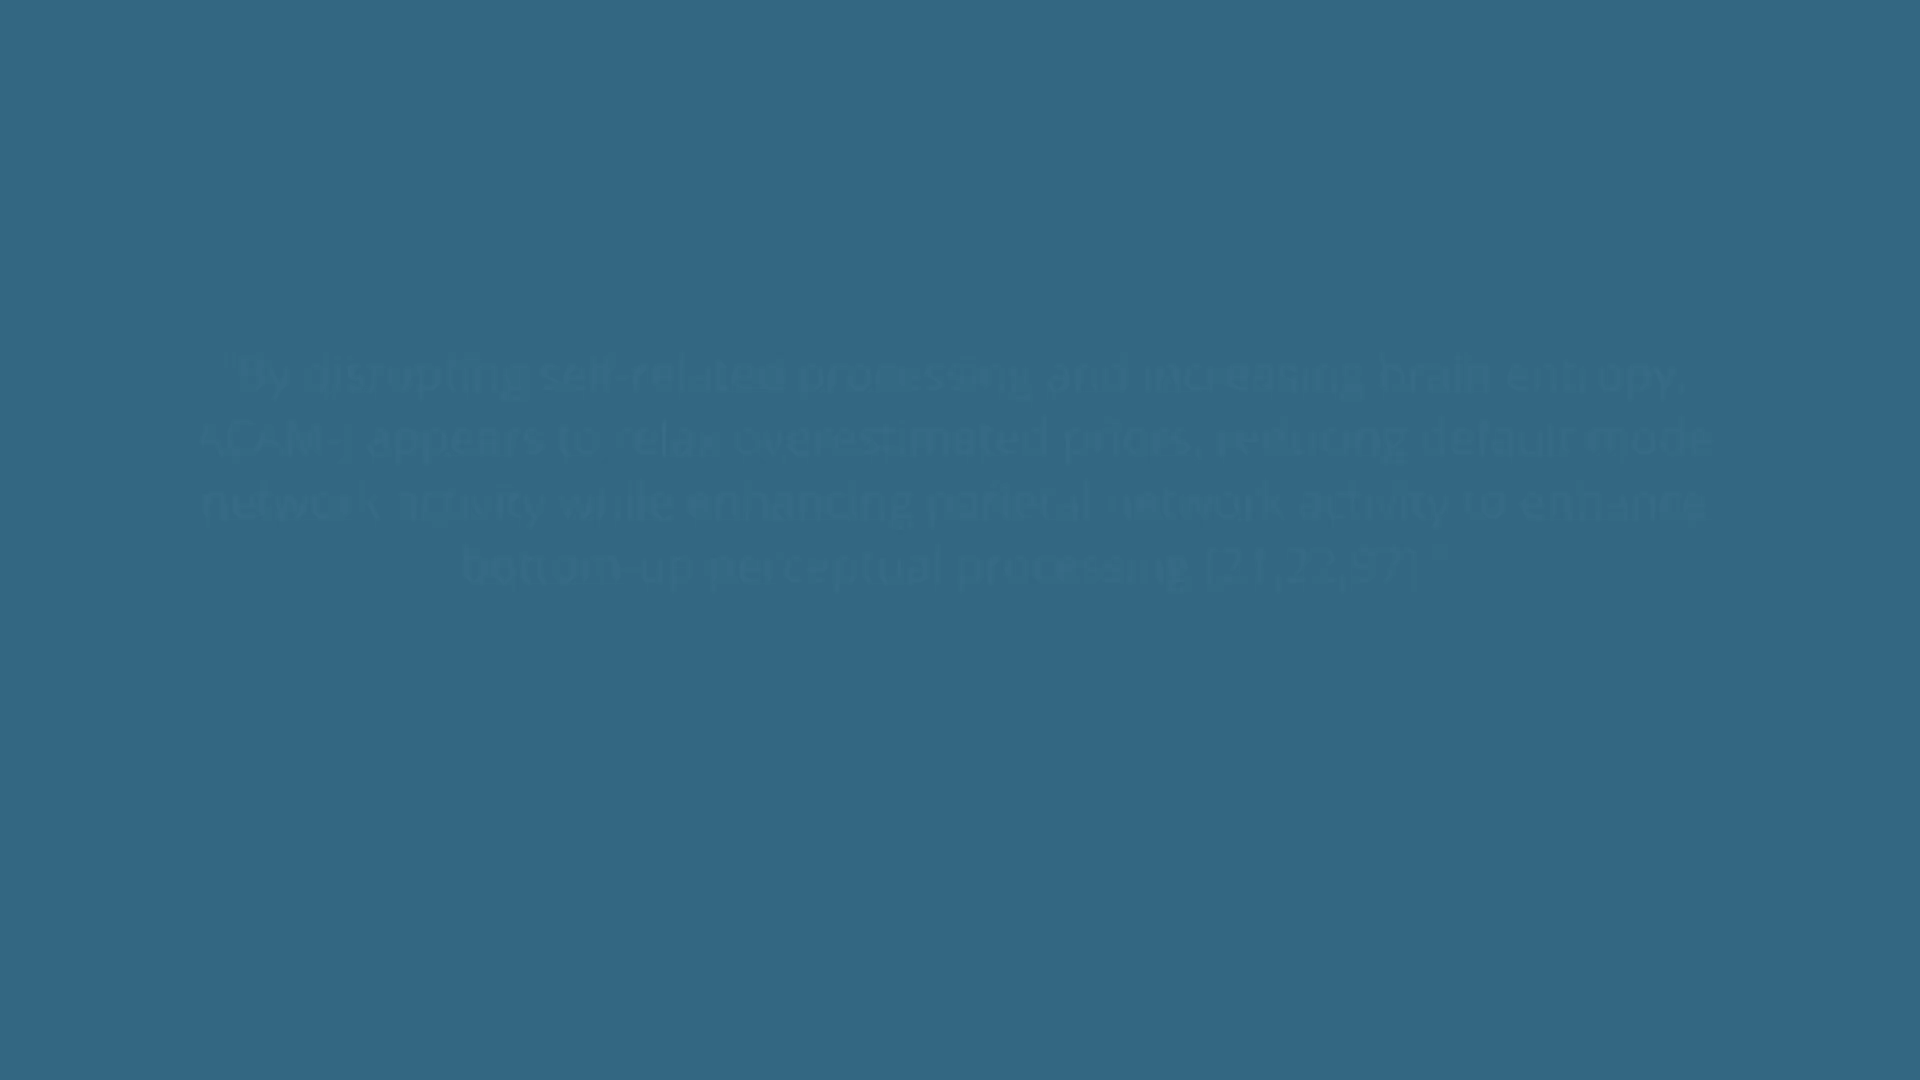 "By disrupting self-related processing and increasing brain entropy,
ACAM-J appears to relax overestimated priors, reducing default mode
network activity while enhancing parietal network activity to enhance
bottom-up perceptual processing [21,22,97]."